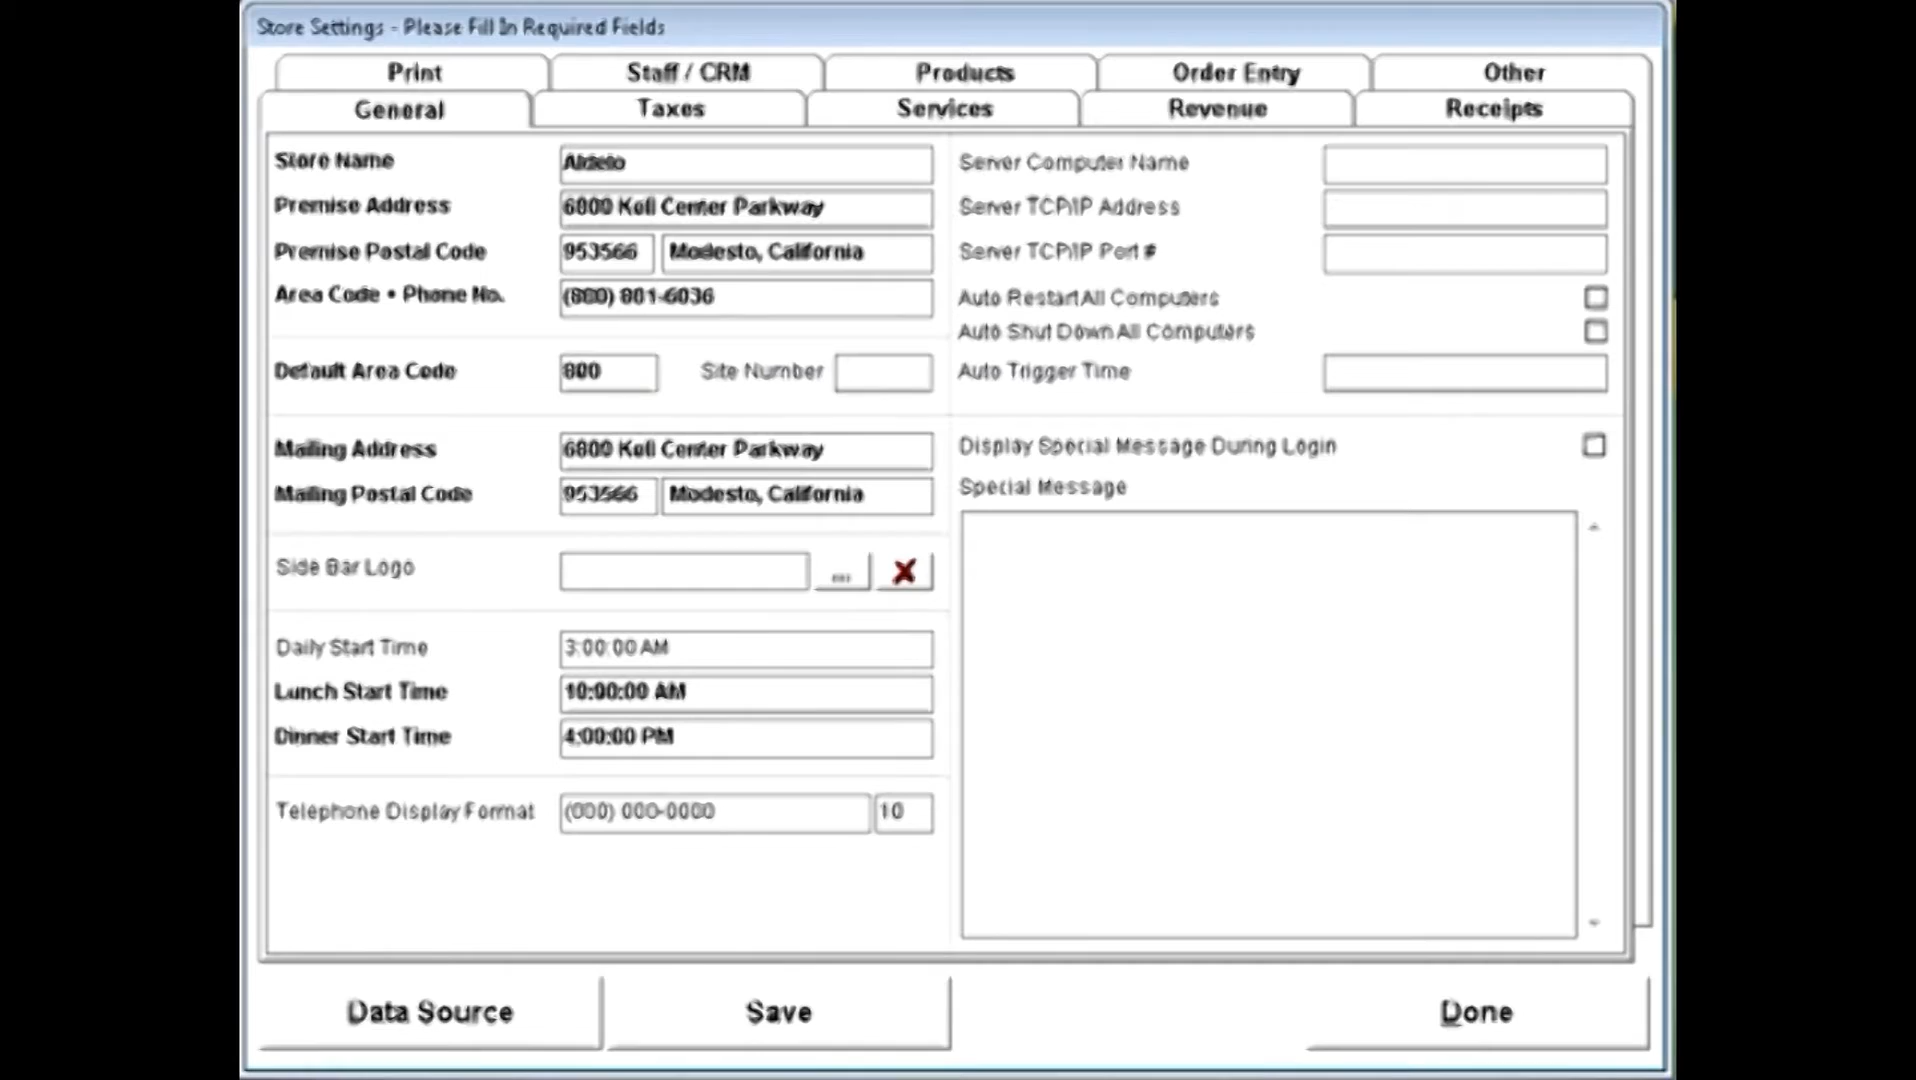 Store Settings - Please Fill In Required Fields
Print Staff / CRM Products Order Entry Other
General Taxes Services Revenue Receipts
Store Name Aldelo
Premise Address 6800 Koll Center Parkway
Premise Postal Code 953566 Modesto, California
Area Code • Phone No. (800) 801-6036
Default Area Code 800 Site Number
Mailing Address 6800 Koll Center Parkway
Mailing Postal Code 953566 Modesto, California
Side Bar Logo ...
Daily Start Time 3:00:00 AM
Lunch Start Time 10:00:00 AM
Dinner Start Time 4:00:00 PM
Telephone Display Format (000) 000-0000 10
Server Computer Name
Server TCP/IP Address
Server TCP/IP Port #
Auto Restart All Computers
Auto Shut Down All Computers
Auto Trigger Time
Display Special Message During Login
Special Message
Data Source Save Done